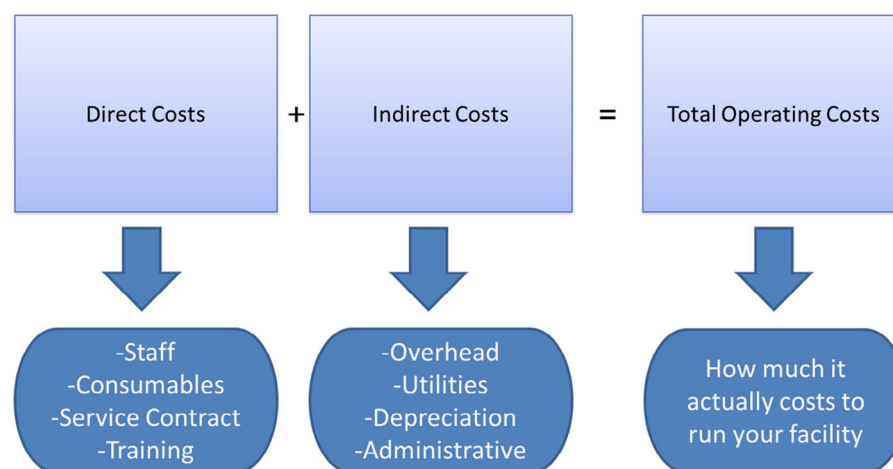 Direct Costs
+
Indirect Costs
=
Total Operating Costs
-Staff
-Consumables
-Service Contract
-Training
-Overhead
-Utilities
-Depreciation
-Administrative
How much it
actually costs to
run your facility